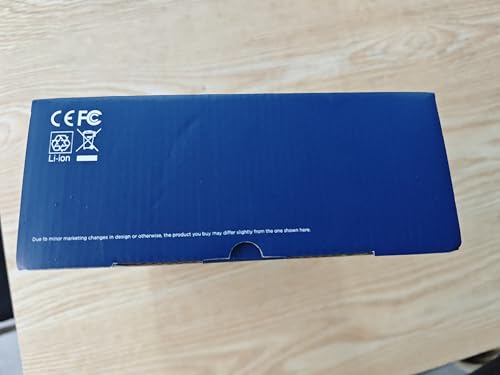 CE FC
Li-ion
Due to minor marketing changes in design or otherwise, the product you buy may differ slightly from the one shown here.